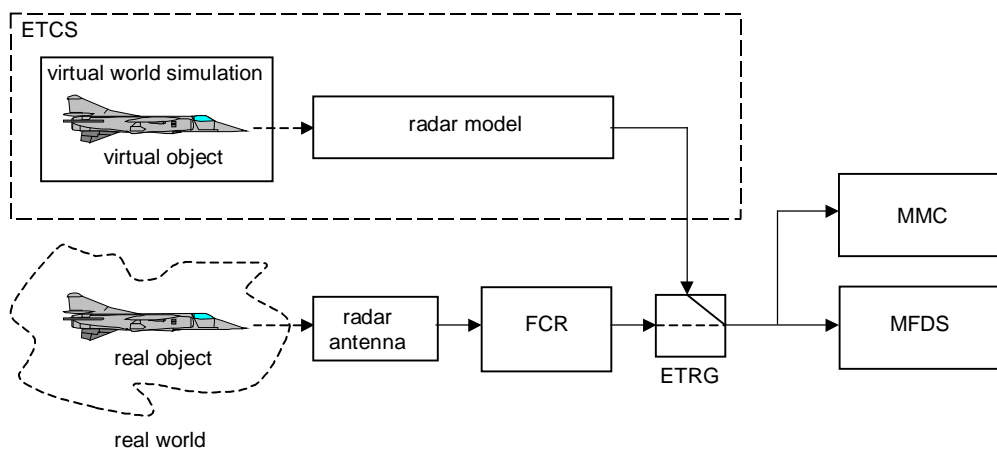 ETCS
virtual world simulation
virtual object
radar model
MMC
real object
radar
antenna
FCR
ETRG
MFDS
real world